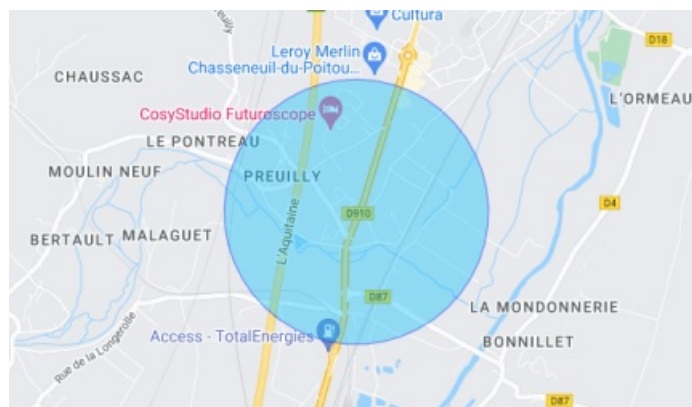 Cultura
D18
Leroy Merlin
Chasseneuil-du-Poitou...
CHAUSSAC
L'ORMEAU
CosyStudio Futuroscope
LE PONTREAU
MOULIN NEUF
PREUILLY
D4
D910
L'Aquitaine
BERTAULT
MALAGUET
D87
LA MONDONNERIE
Access - TotalEnergies
BONNILLET
Rue de la Longerolle
D87